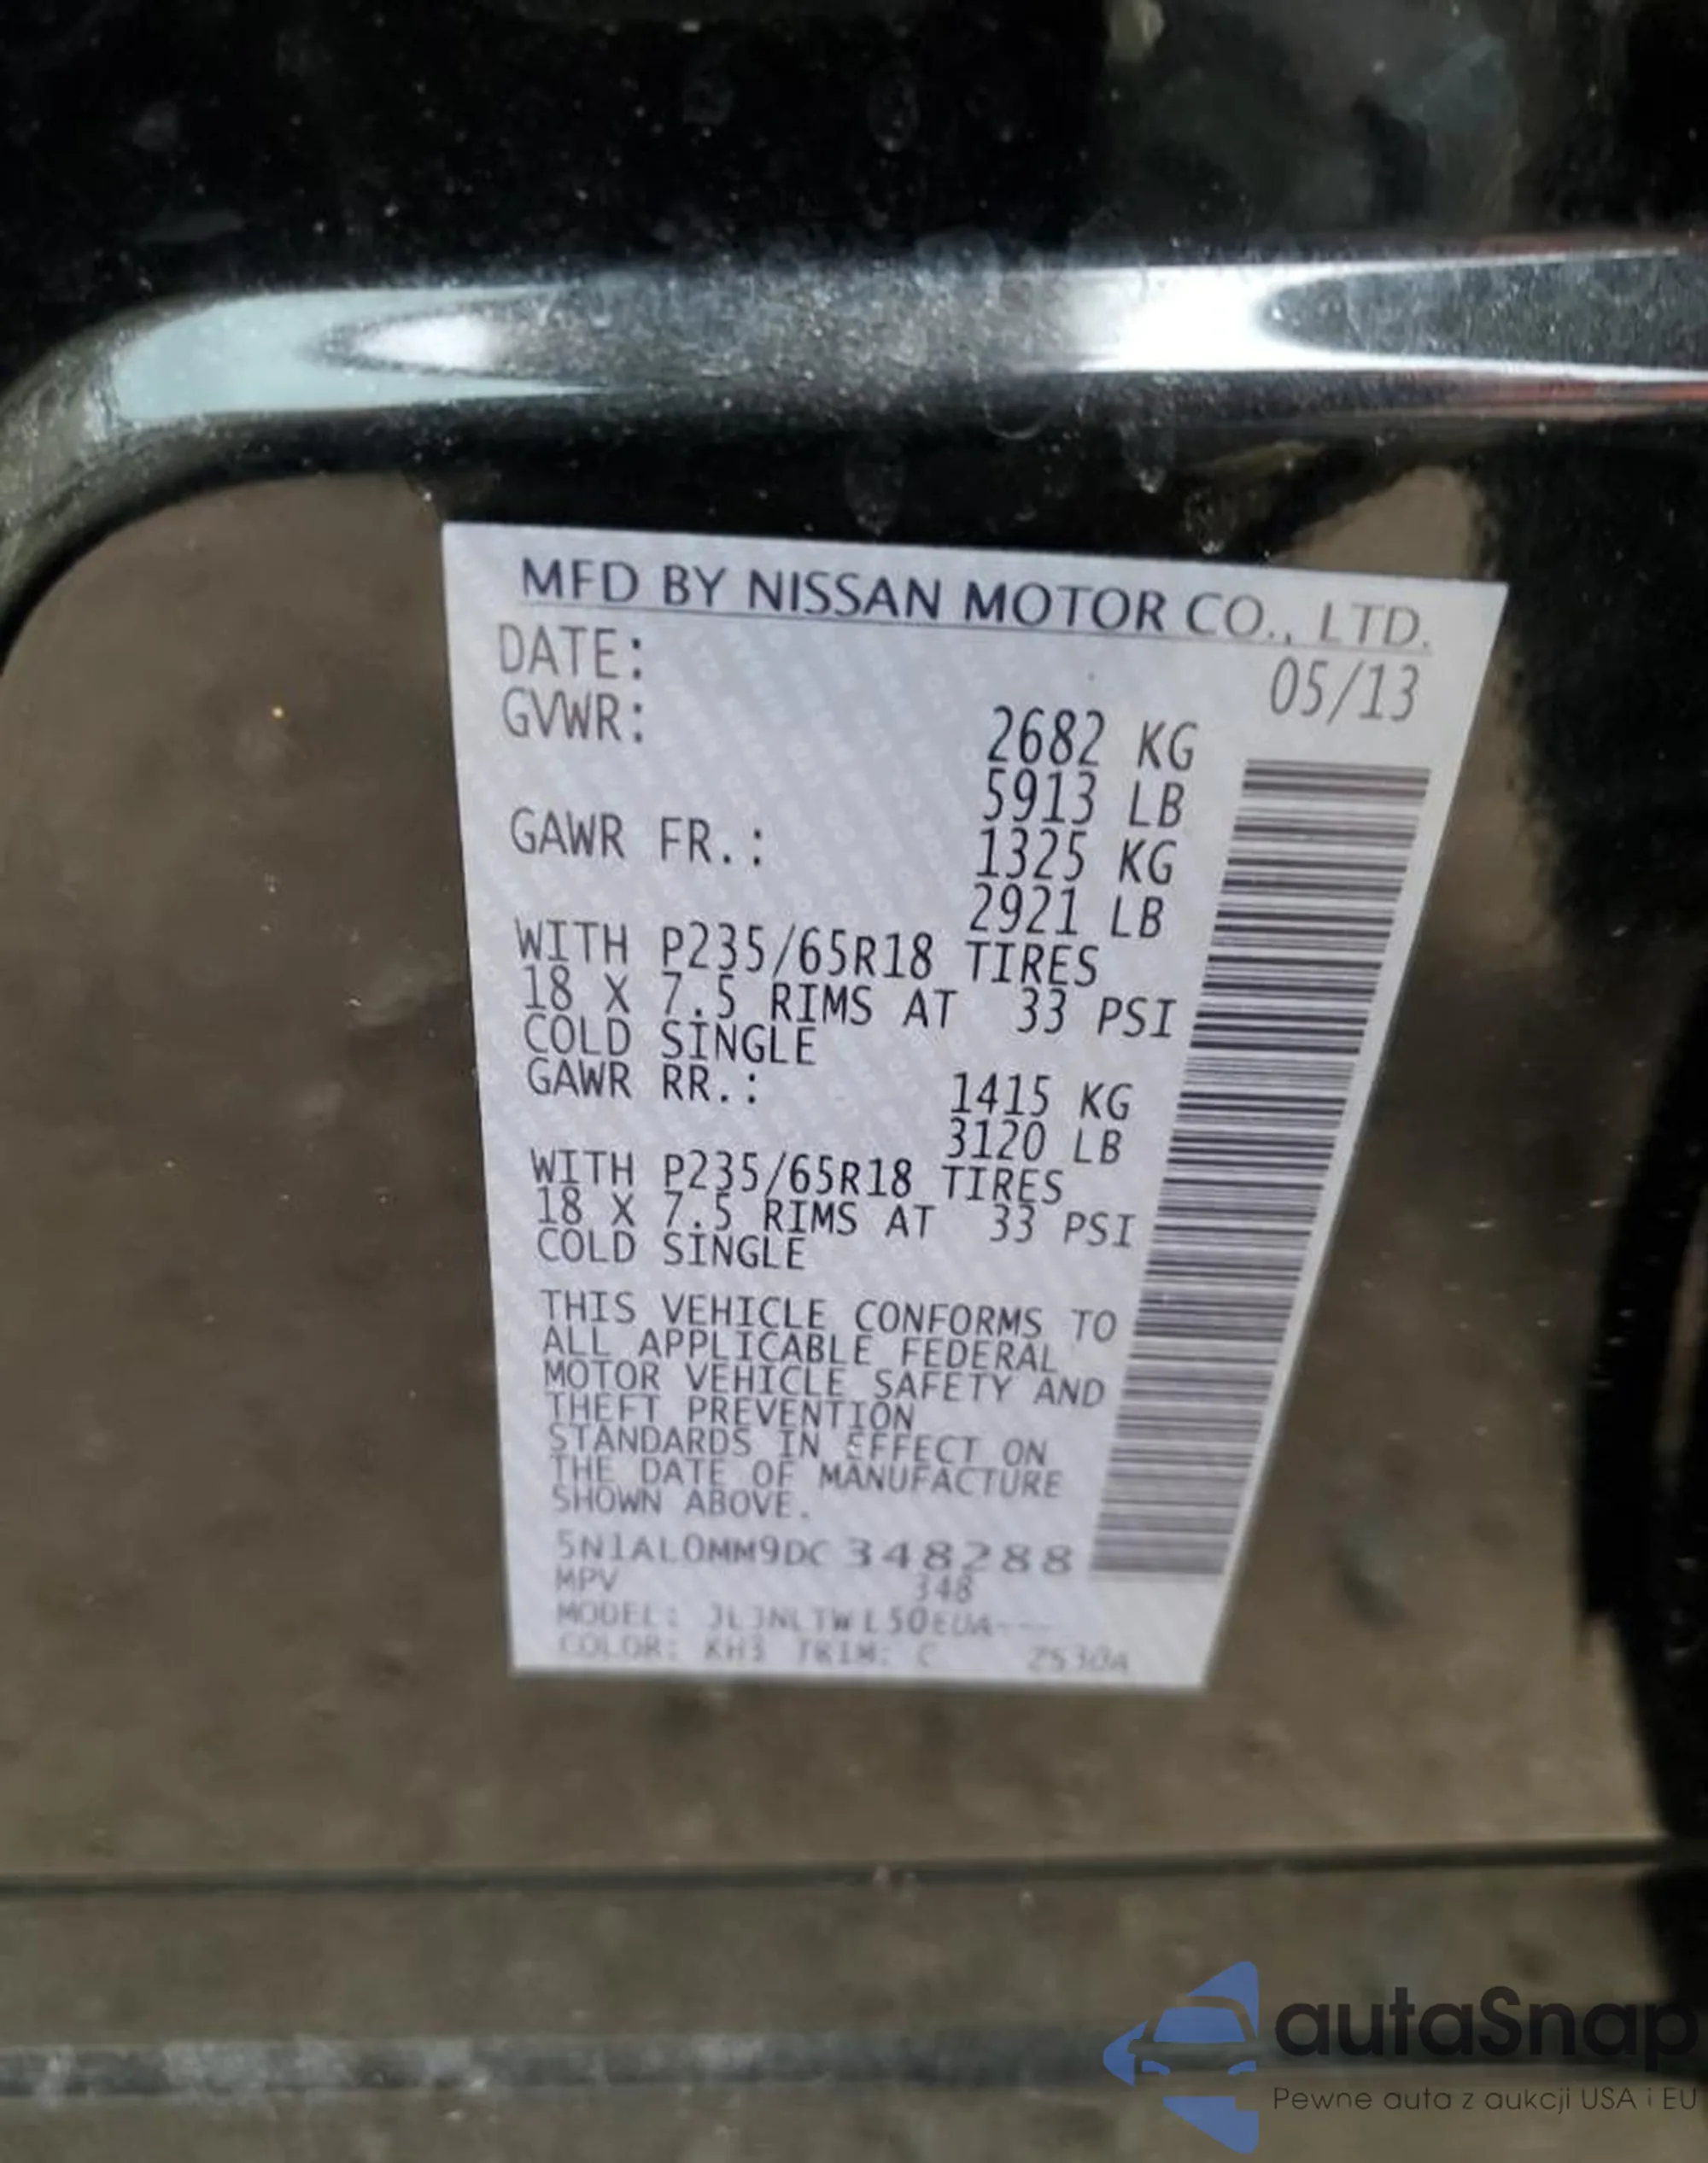 MFD BY NISSAN MOTOR CO., LTD.
DATE: 05/13
GVWR: 2682 KG
5913 LB
GAWR FR.: 1325 KG
2921 LB
WITH P235/65R18 TIRES
18 X 7.5 RIMS AT 33 PSI
COLD SINGLE
GAWR RR.: 1415 KG
3120 LB
WITH P235/65R18 TIRES
18 X 7.5 RIMS AT 33 PSI
COLD SINGLE
THIS VEHICLE CONFORMS TO
ALL APPLICABLE FEDERAL
MOTOR VEHICLE SAFETY AND
THEFT PREVENTION
STANDARDS IN EFFECT ON
THE DATE OF MANUFACTURE
SHOWN ABOVE.
5N1AL0MM9DC 348288
MPV 348
MODEL:
COLOR: KH3 TRIM: C
autaSnap
Pewne auta z aukcji USA i EU